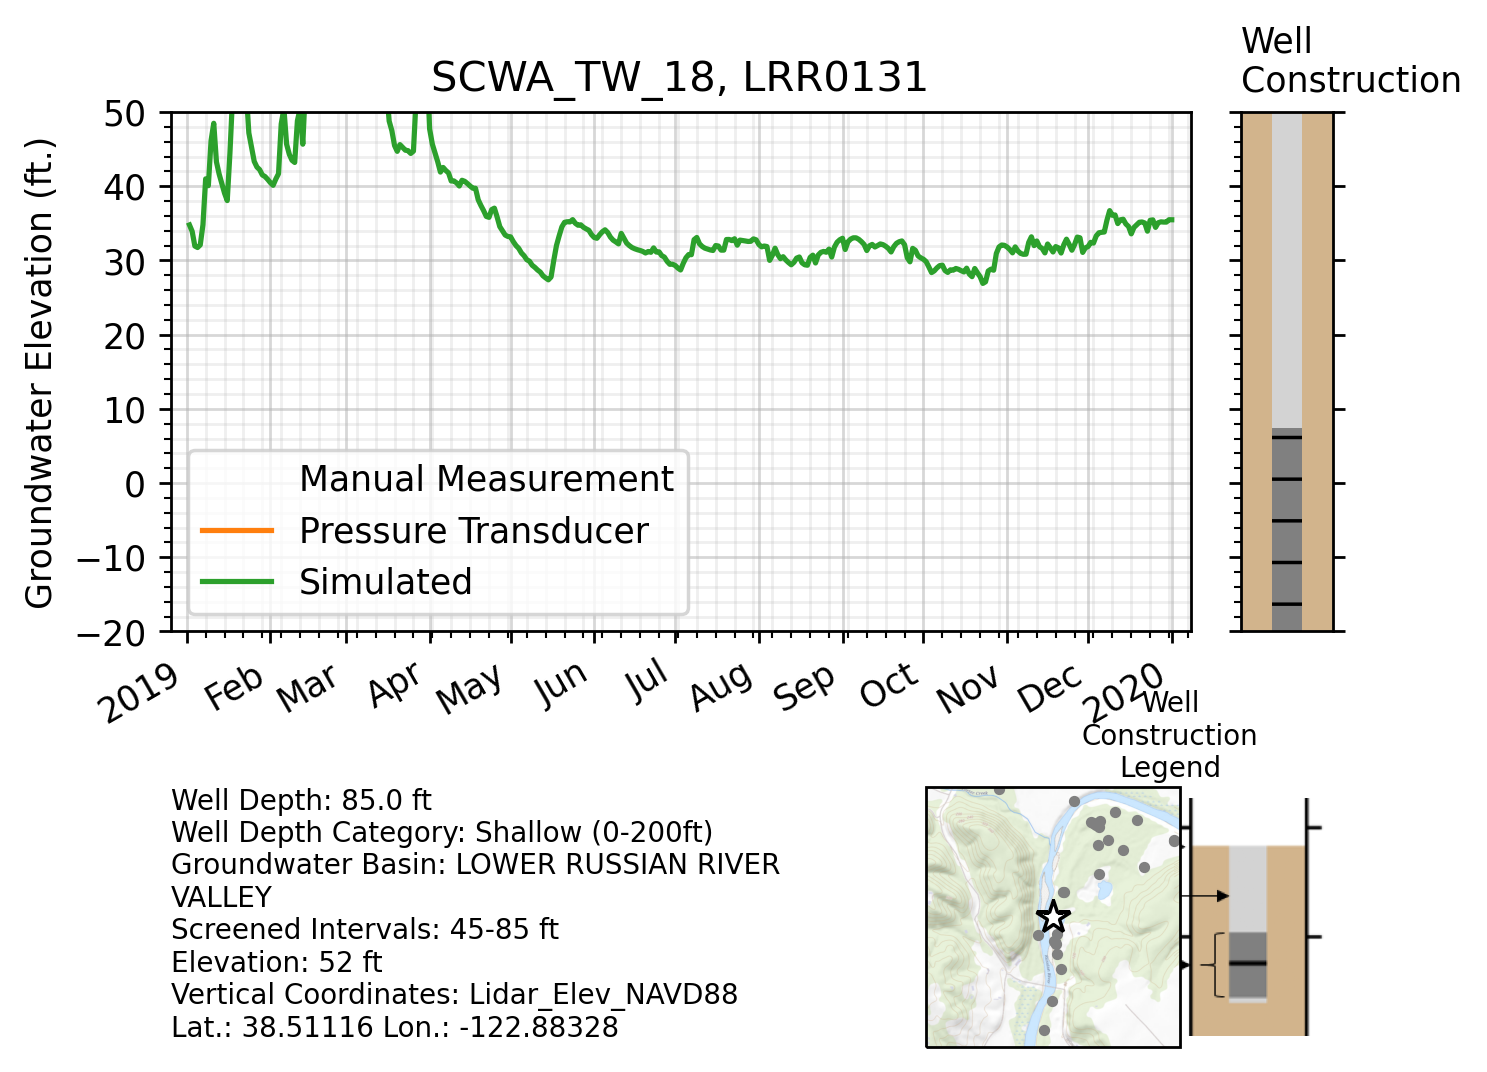 Well
Construction
SCWA_TW_18, LRR0131
Groundwater Elevation (ft.)
50
40
30
20
10
0
−10
−20
Manual Measurement
Pressure Transducer
Simulated
2019
Feb
Mar
Apr
May
Jun
Jul
Aug
Sep
Oct
Nov
Dec
2020
Well
Construction
Legend
Well Depth: 85.0 ft
Well Depth Category: Shallow (0-200ft)
Groundwater Basin: LOWER RUSSIAN RIVER
VALLEY
Screened Intervals: 45-85 ft
Elevation: 52 ft
Vertical Coordinates: Lidar_Elev_NAVD88
Lat.: 38.51116 Lon.: -122.88328